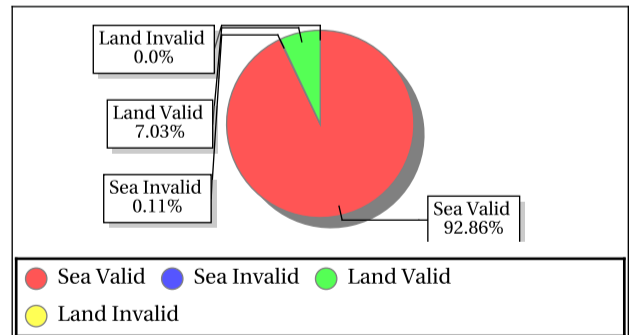 Land Invalid
0.0%
Land Valid
7.03%
Sea Invalid
0.11%
Sea Valid
92.86%
Sea Valid Sea Invalid Land Valid
Land Invalid